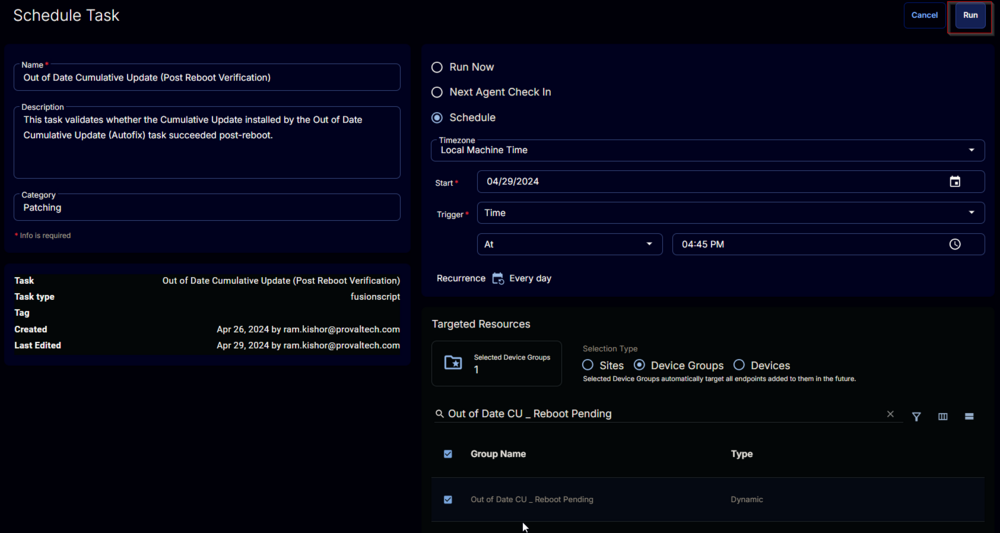 Schedule Task
Cancel
Run
Name *
Out of Date Cumulative Update (Post Reboot Verification)
Description
This task validates whether the Cumulative Update installed by the Out of Date
Cumulative Update (Autofix) task succeeded post-reboot.
Category
Patching
* Info is required
Task Out of Date Cumulative Update (Post Reboot Verification)
Task type fusionscript
Tag
Created Apr 26, 2024 by ram.kishor@provaltech.com
Last Edited Apr 29, 2024 by ram.kishor@provaltech.com
Run Now
Next Agent Check In
Schedule
Timezone
Local Machine Time
Start * 04/29/2024
Trigger * Time
At 04:45 PM
Recurrence Every day
Targeted Resources
Selected Device Groups
1
Selection Type
Sites Device Groups Devices
Selected Device Groups automatically target all endpoints added to them in the future.
Out of Date CU _ Reboot Pending
Group Name Type
Out of Date CU _ Reboot Pending Dynamic